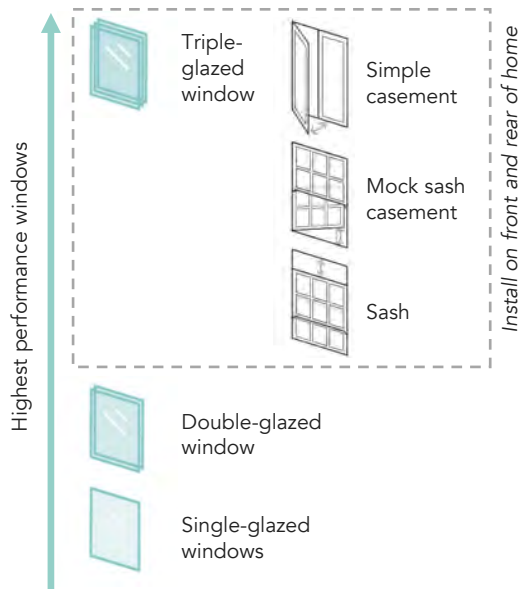 Highest performance windows
Triple-
glazed
window
Simple
casement
Mock sash
casement
Sash
Install on front and rear of home
Double-glazed
window
Single-glazed
windows